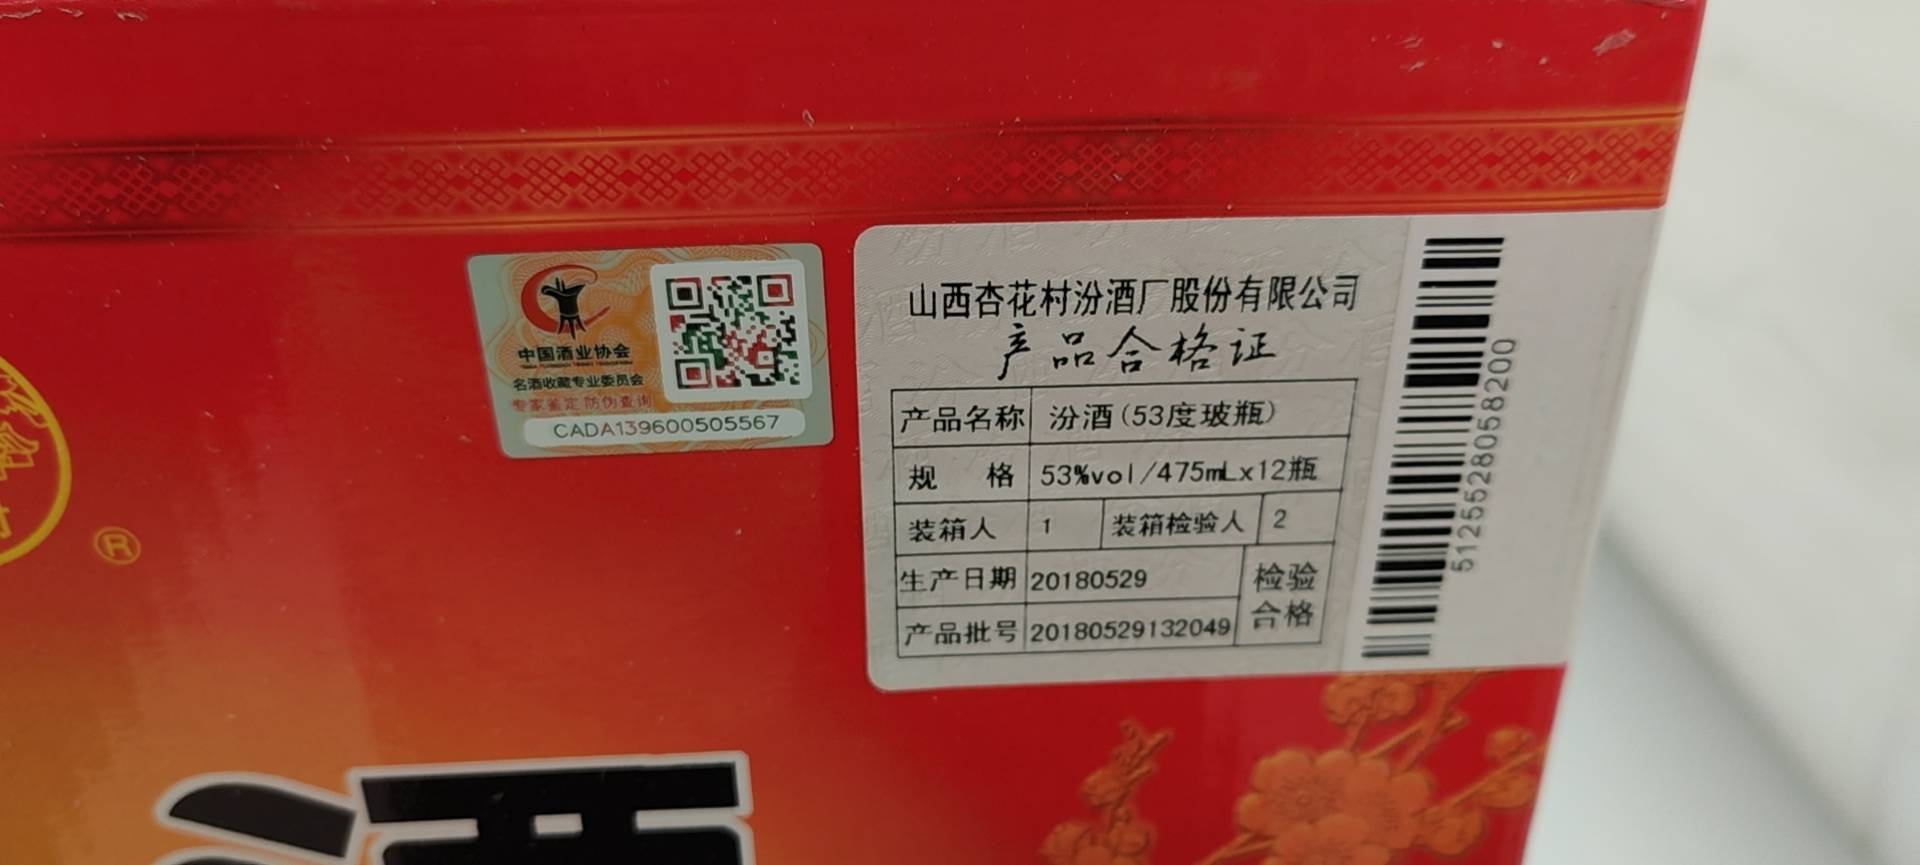 中国酒业协会
名酒收藏专业委员会
专家鉴定 防伪查询
CADA139600505567
山西杏花村汾酒厂股份有限公司
产品合格证
产品名称 汾酒(53度玻瓶)
规 格 53%vol/475mLx12瓶
装箱人 1 装箱检验人 2
生产日期 20180529 检验
产品批号 20180529132049 合格
5125528058200
®
酒